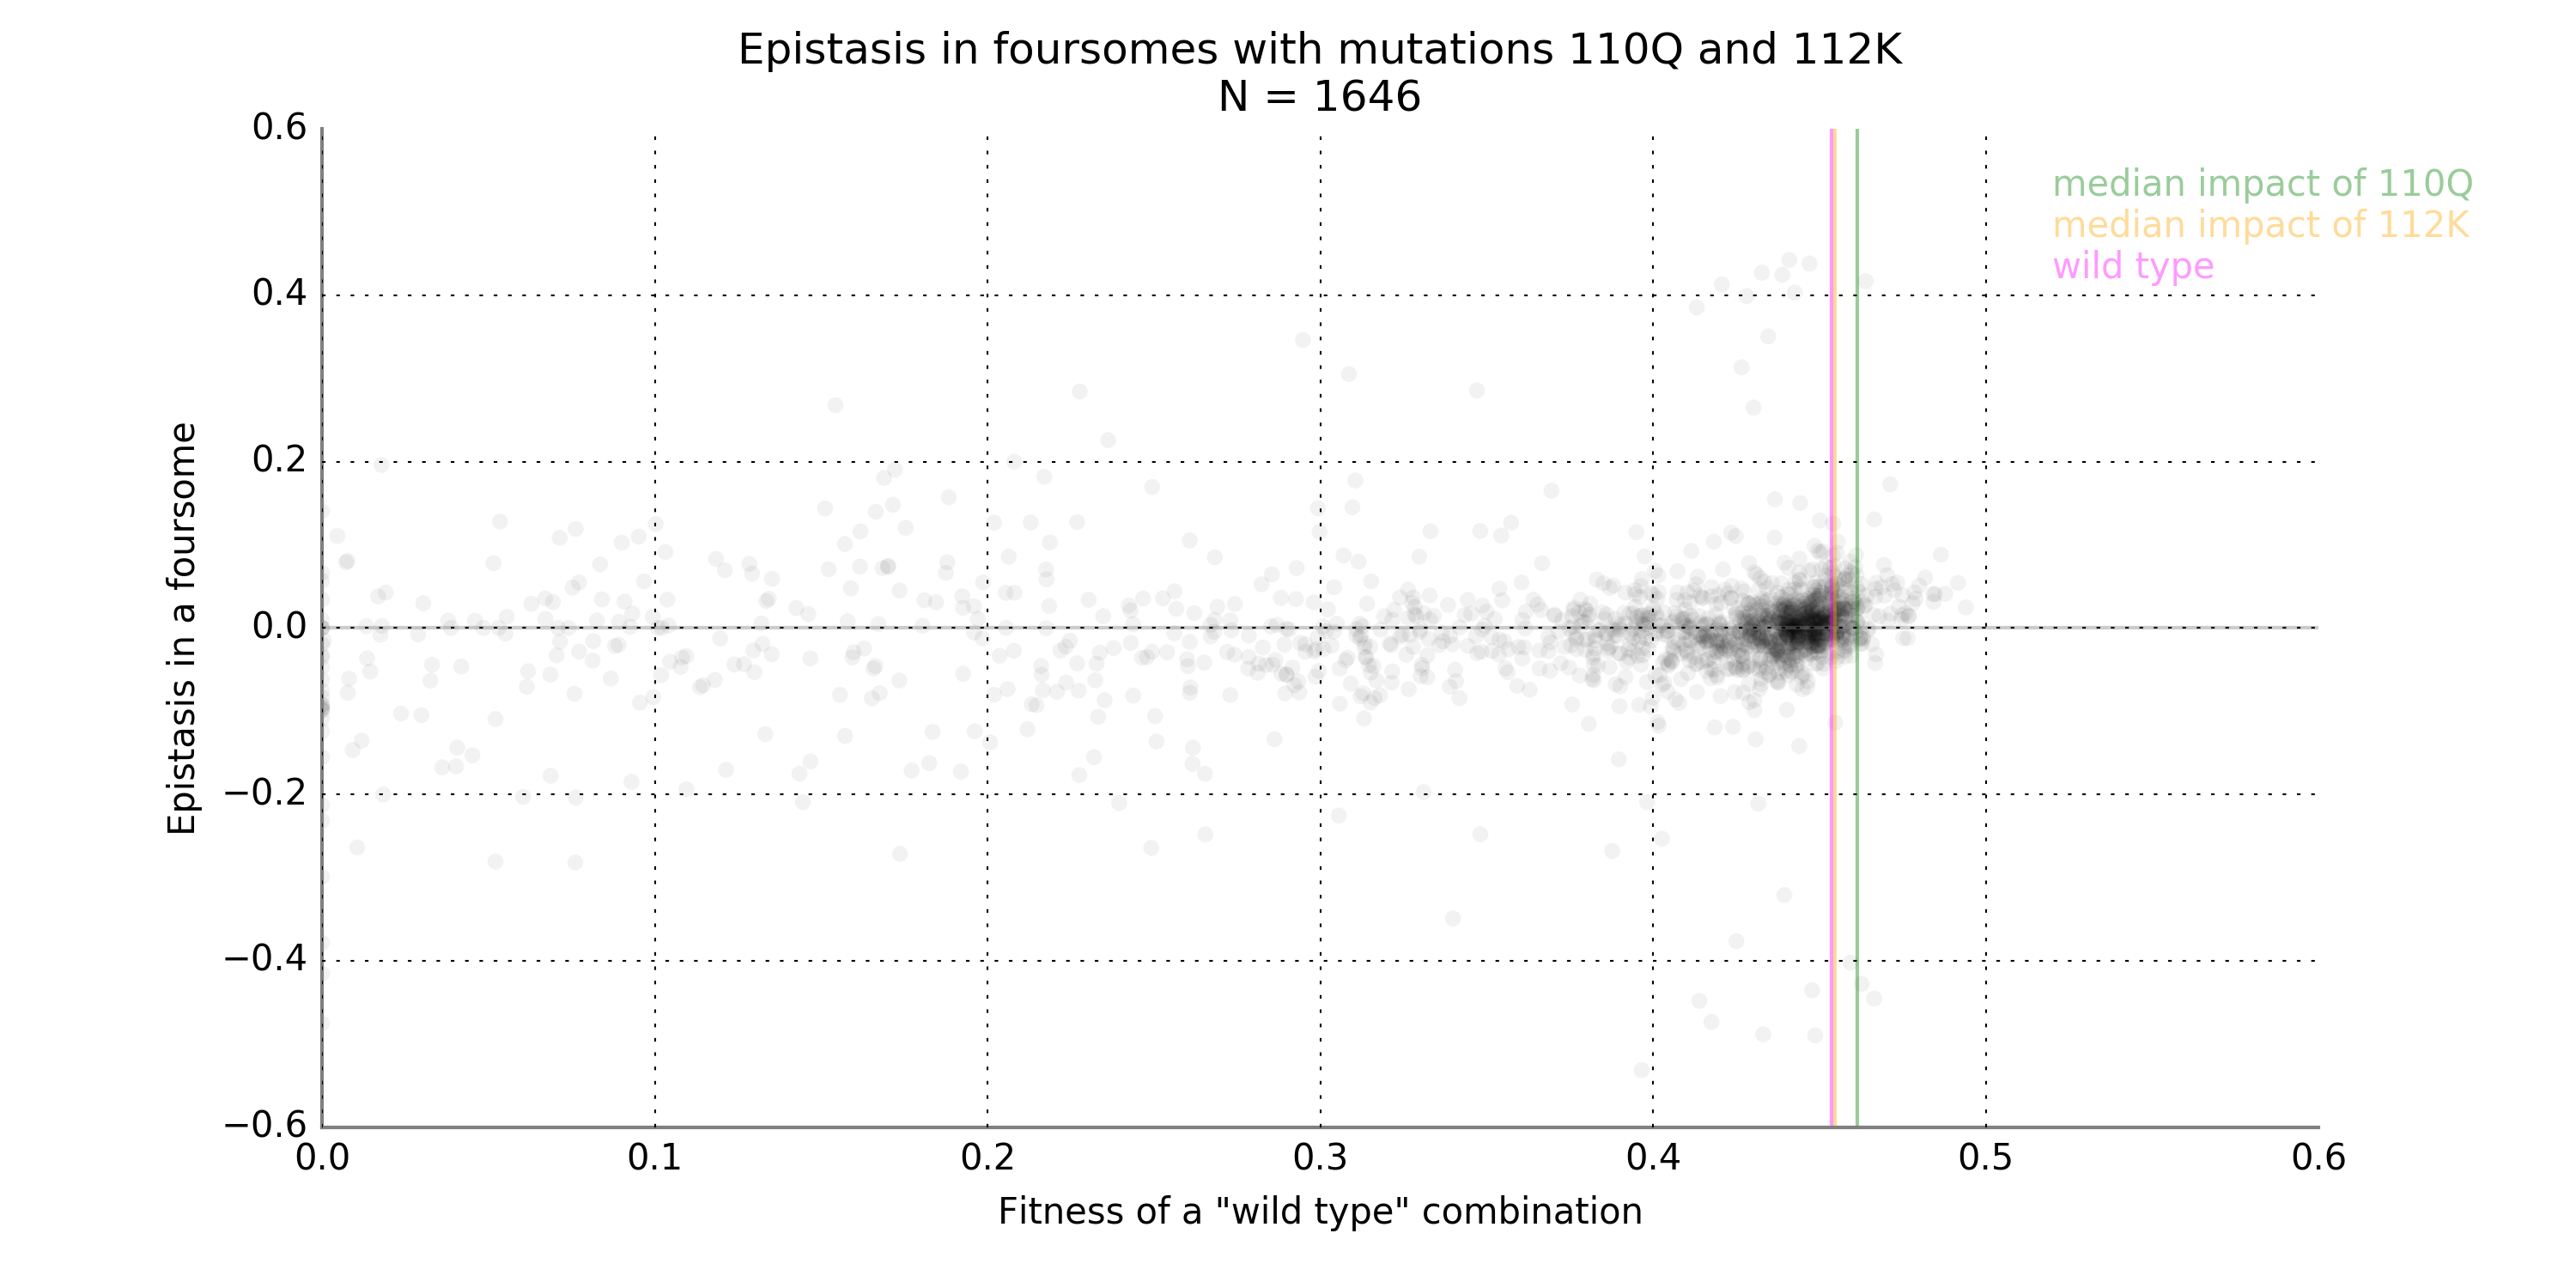 Epistasis in foursomes with mutations 110Q and 112K
N = 1646
0.6
0.4
0.2
0.0
−0.2
−0.4
−0.6
Epistasis in a foursome
median impact of 110Q
median impact of 112K
wild type
0.0 0.1 0.2 0.3 0.4 0.5 0.6
Fitness of a "wild type" combination